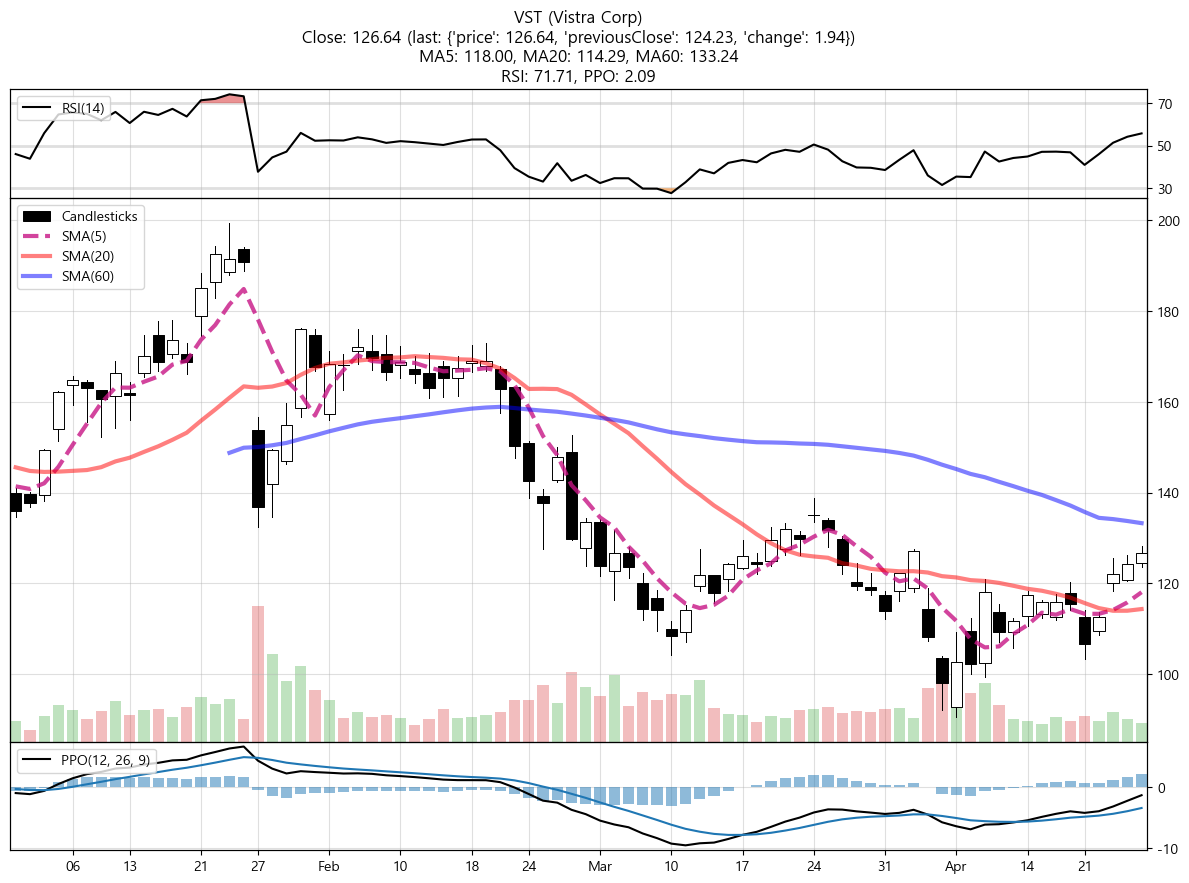 VST (Vistra Corp)
Close: 126.64 (last: {'price': 126.64, 'previousClose': 124.23, 'change': 1.94})
MA5: 118.00, MA20: 114.29, MA60: 133.24
RSI: 71.71, PPO: 2.09
RSI(14)
70
50
30
Candlesticks
SMA(5)
SMA(20)
SMA(60)
200
180
160
140
120
100
PPO(12, 26, 9)
0
-10
06 13 21 27 Feb 10 18 24 Mar 10 17 24 31 Apr 14 21